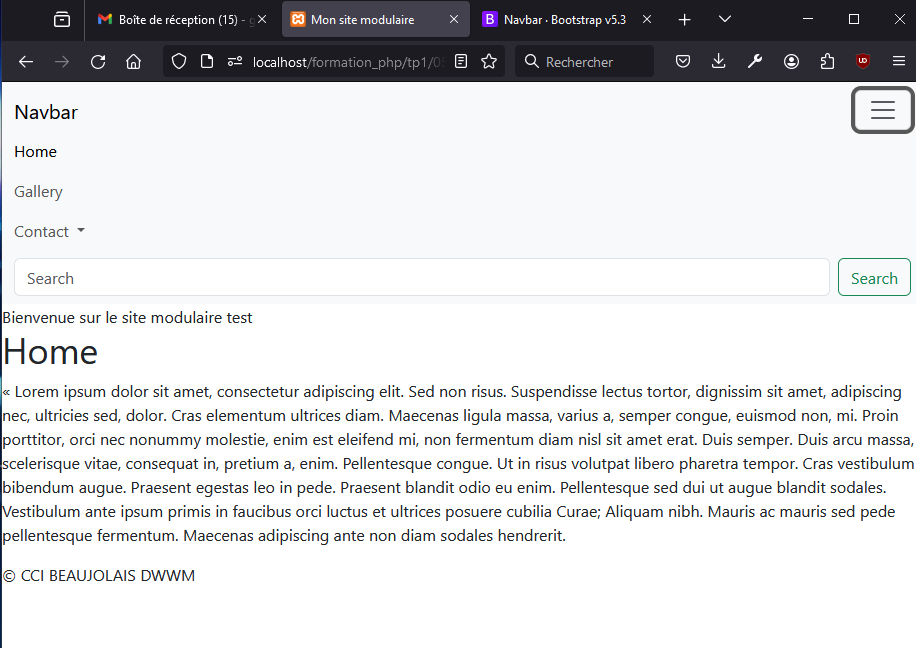 Boîte de réception (15) -
Mon site modulaire
Navbar · Bootstrap v5.3
localhost/formation_php/tp1/0
Rechercher
Navbar
Home
Gallery
Contact
Search
Search
Bienvenue sur le site modulaire test
Home
« Lorem ipsum dolor sit amet, consectetur adipiscing elit. Sed non risus. Suspendisse lectus tortor, dignissim sit amet, adipiscing
nec, ultricies sed, dolor. Cras elementum ultrices diam. Maecenas ligula massa, varius a, semper congue, euismod non, mi. Proin
porttitor, orci nec nonummy molestie, enim est eleifend mi, non fermentum diam nisl sit amet erat. Duis semper. Duis arcu massa,
scelerisque vitae, consequat in, pretium a, enim. Pellentesque congue. Ut in risus volutpat libero pharetra tempor. Cras vestibulum
bibendum augue. Praesent egestas leo in pede. Praesent blandit odio eu enim. Pellentesque sed dui ut augue blandit sodales.
Vestibulum ante ipsum primis in faucibus orci luctus et ultrices posuere cubilia Curae; Aliquam nibh. Mauris ac mauris sed pede
pellentesque fermentum. Maecenas adipiscing ante non diam sodales hendrerit.
© CCI BEAUJOLAIS DWWM